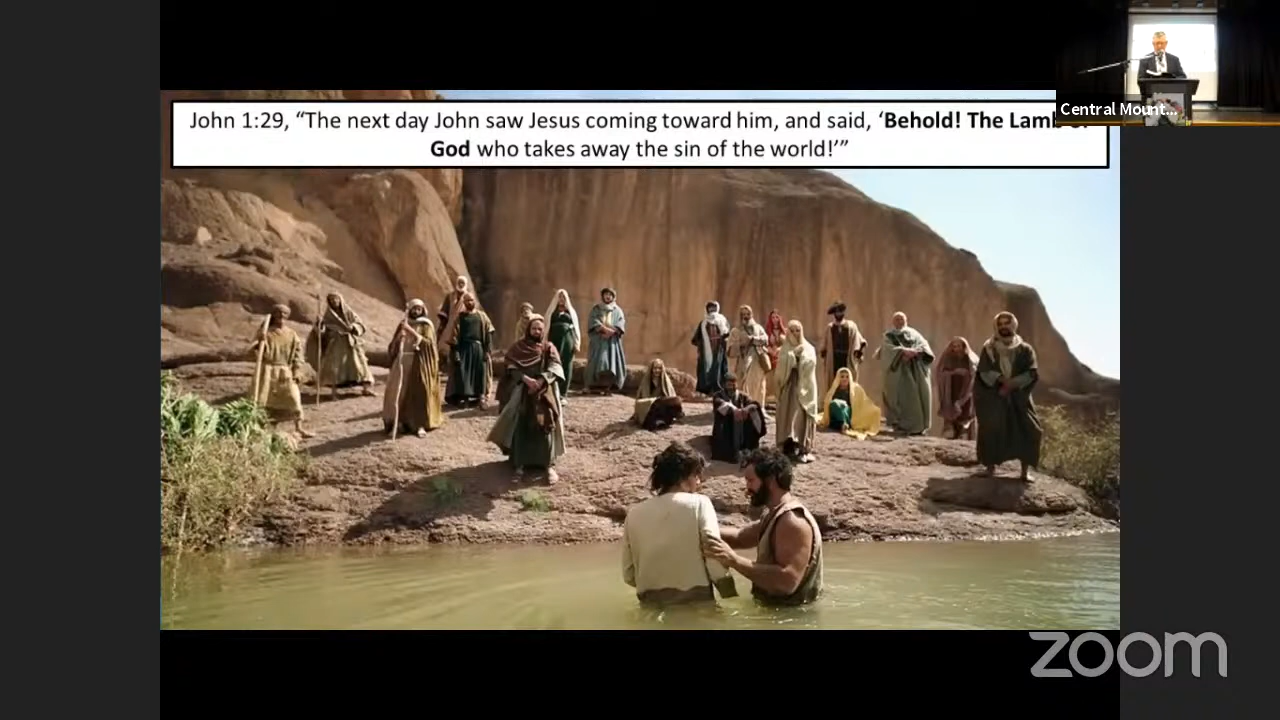 John 1:29, “The next day John saw Jesus coming toward him, and said, ‘Behold! The Lamb of
God who takes away the sin of the world!’”
Central Mount...
zoom